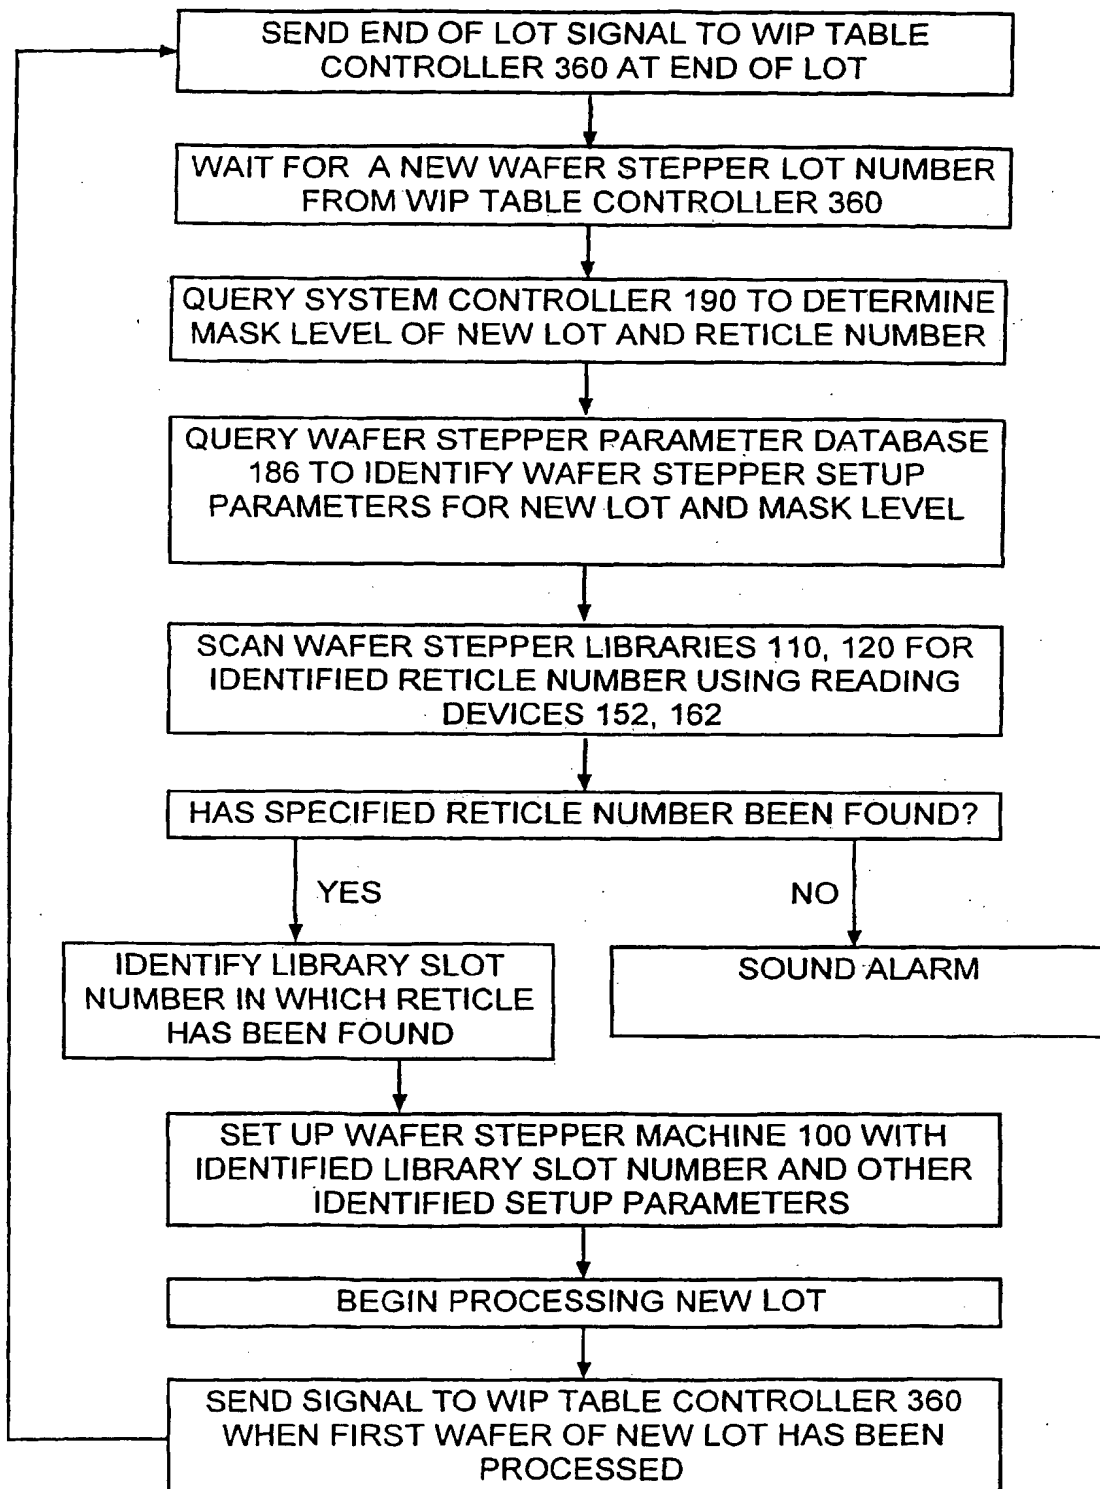 SEND END OF LOT SIGNAL TO WIP TABLE
CONTROLLER 360 AT END OF LOT
WAIT FOR A NEW WAFER STEPPER LOT NUMBER
FROM WIP TABLE CONTROLLER 360
QUERY SYSTEM CONTROLLER 190 TO DETERMINE
MASK LEVEL OF NEW LOT AND RETICLE NUMBER
QUERY WAFER STEPPER PARAMETER DATABASE
186 TO IDENTIFY WAFER STEPPER SETUP
PARAMETERS FOR NEW LOT AND MASK LEVEL
SCAN WAFER STEPPER LIBRARIES 110, 120 FOR
IDENTIFIED RETICLE NUMBER USING READING
DEVICES 152, 162
HAS SPECIFIED RETICLE NUMBER BEEN FOUND?
YES
NO
IDENTIFY LIBRARY SLOT
NUMBER IN WHICH RETICLE
HAS BEEN FOUND
SOUND ALARM
SET UP WAFER STEPPER MACHINE 100 WITH
IDENTIFIED LIBRARY SLOT NUMBER AND OTHER
IDENTIFIED SETUP PARAMETERS
BEGIN PROCESSING NEW LOT
SEND SIGNAL TO WIP TABLE CONTROLLER 360
WHEN FIRST WAFER OF NEW LOT HAS BEEN
PROCESSED